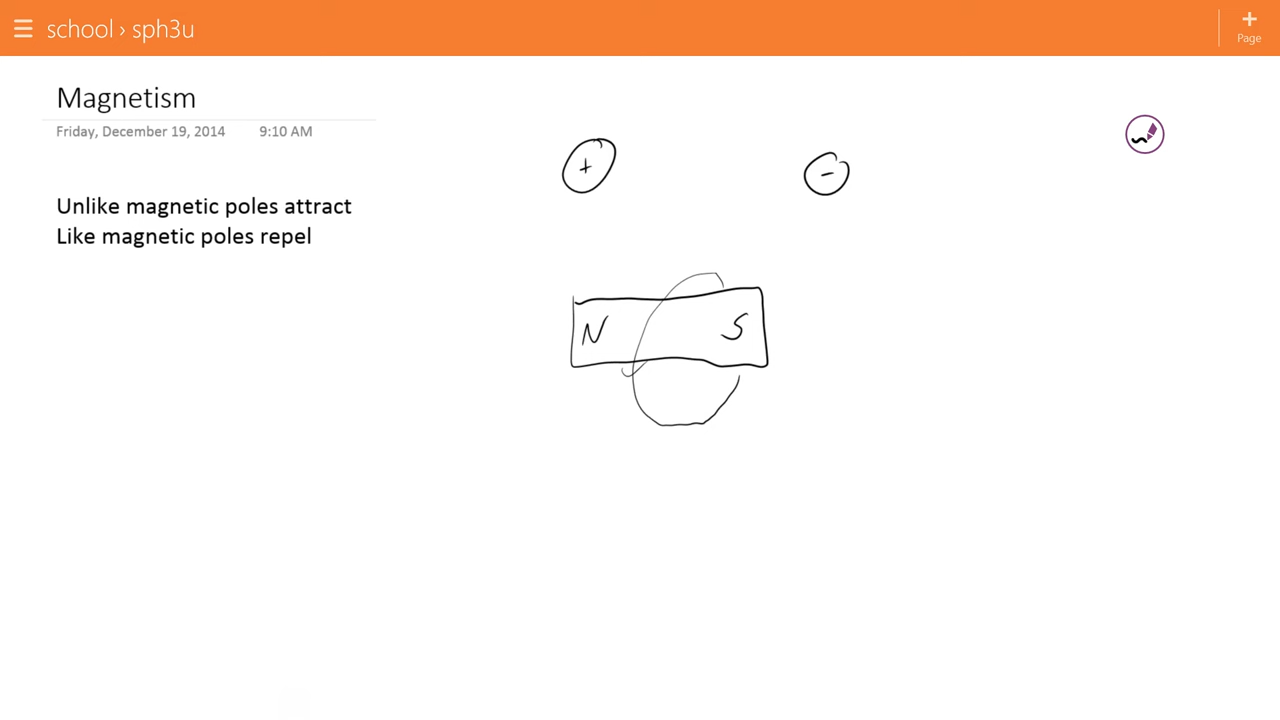 school › sph3u
Page
Magnetism
Friday, December 19, 2014 9:10 AM
Unlike magnetic poles attract
Like magnetic poles repel
+ -
N S